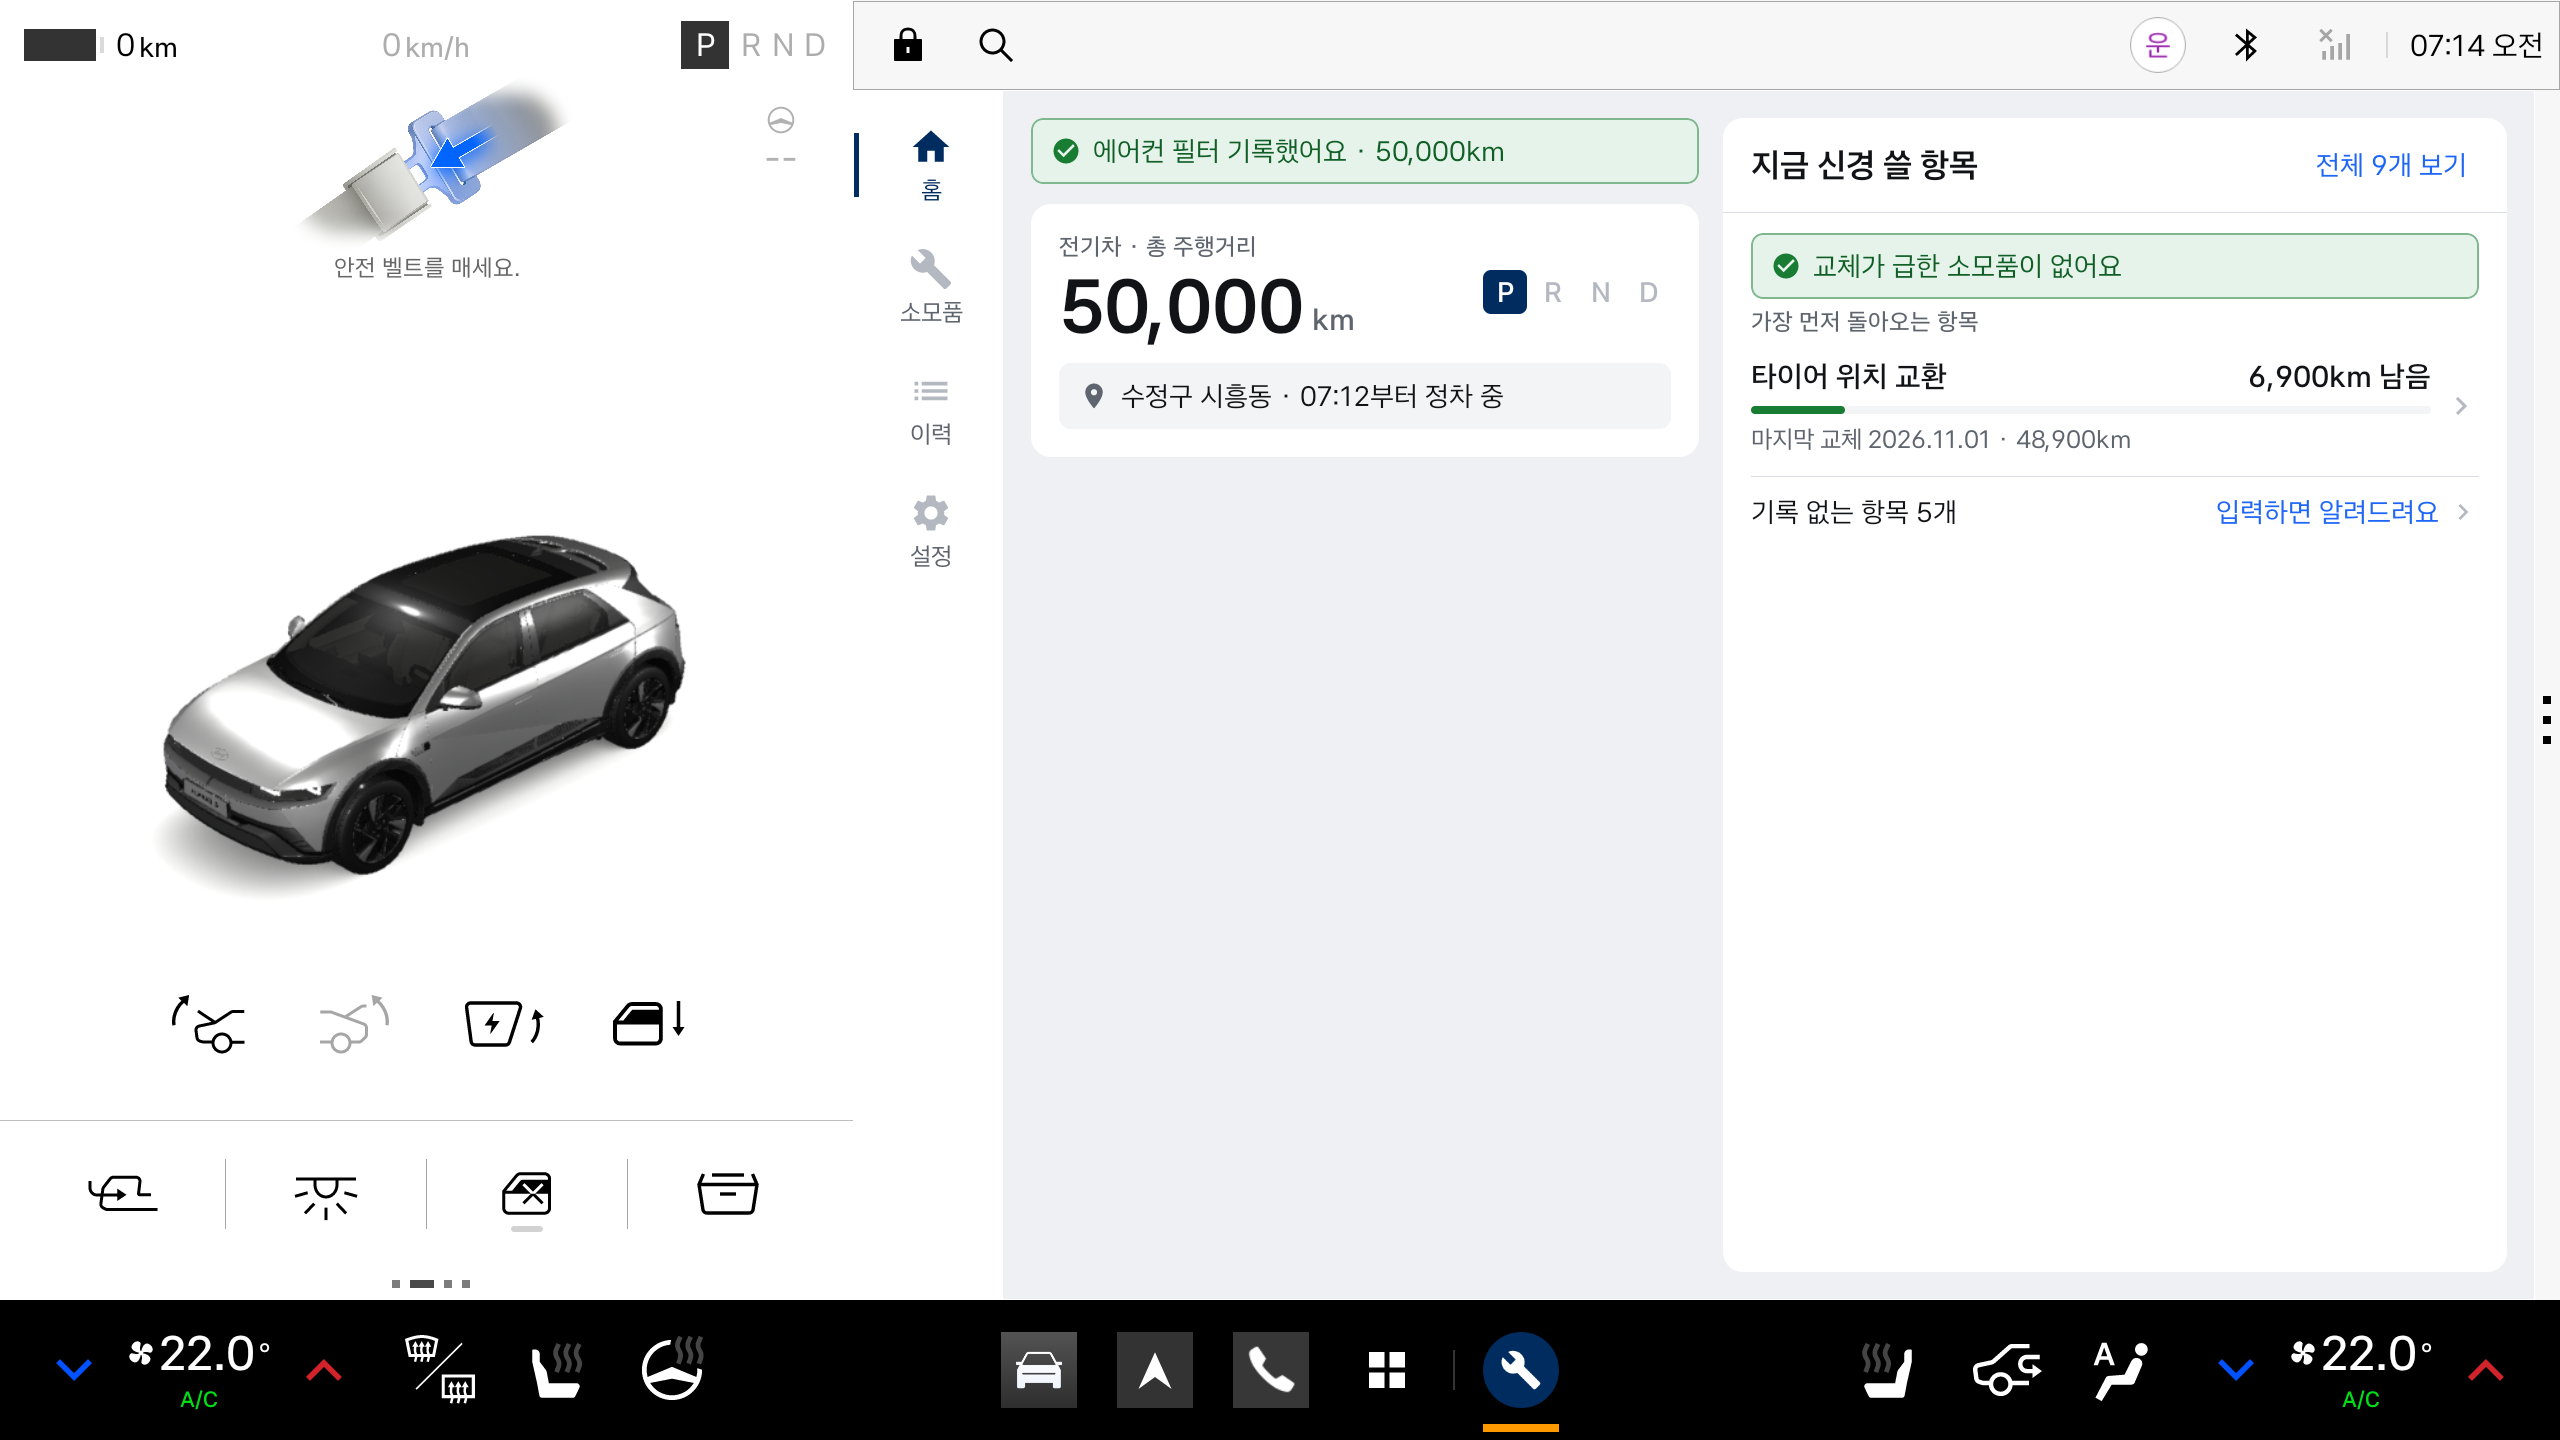 0 km
0 km/h
P R N D
운
07:14 오전
안전 벨트를 매세요.
홈
소모품
이력
설정
에어컨 필터 기록했어요 · 50,000km
전기차 · 총 주행거리
50,000 km
P R N D
수정구 시흥동 · 07:12부터 정차 중
지금 신경 쓸 항목
전체 9개 보기
교체가 급한 소모품이 없어요
가장 먼저 돌아오는 항목
타이어 위치 교환
6,900km 남음
마지막 교체 2026.11.01 · 48,900km
기록 없는 항목 5개
입력하면 알려드려요
22.0°
A/C
A
22.0°
A/C